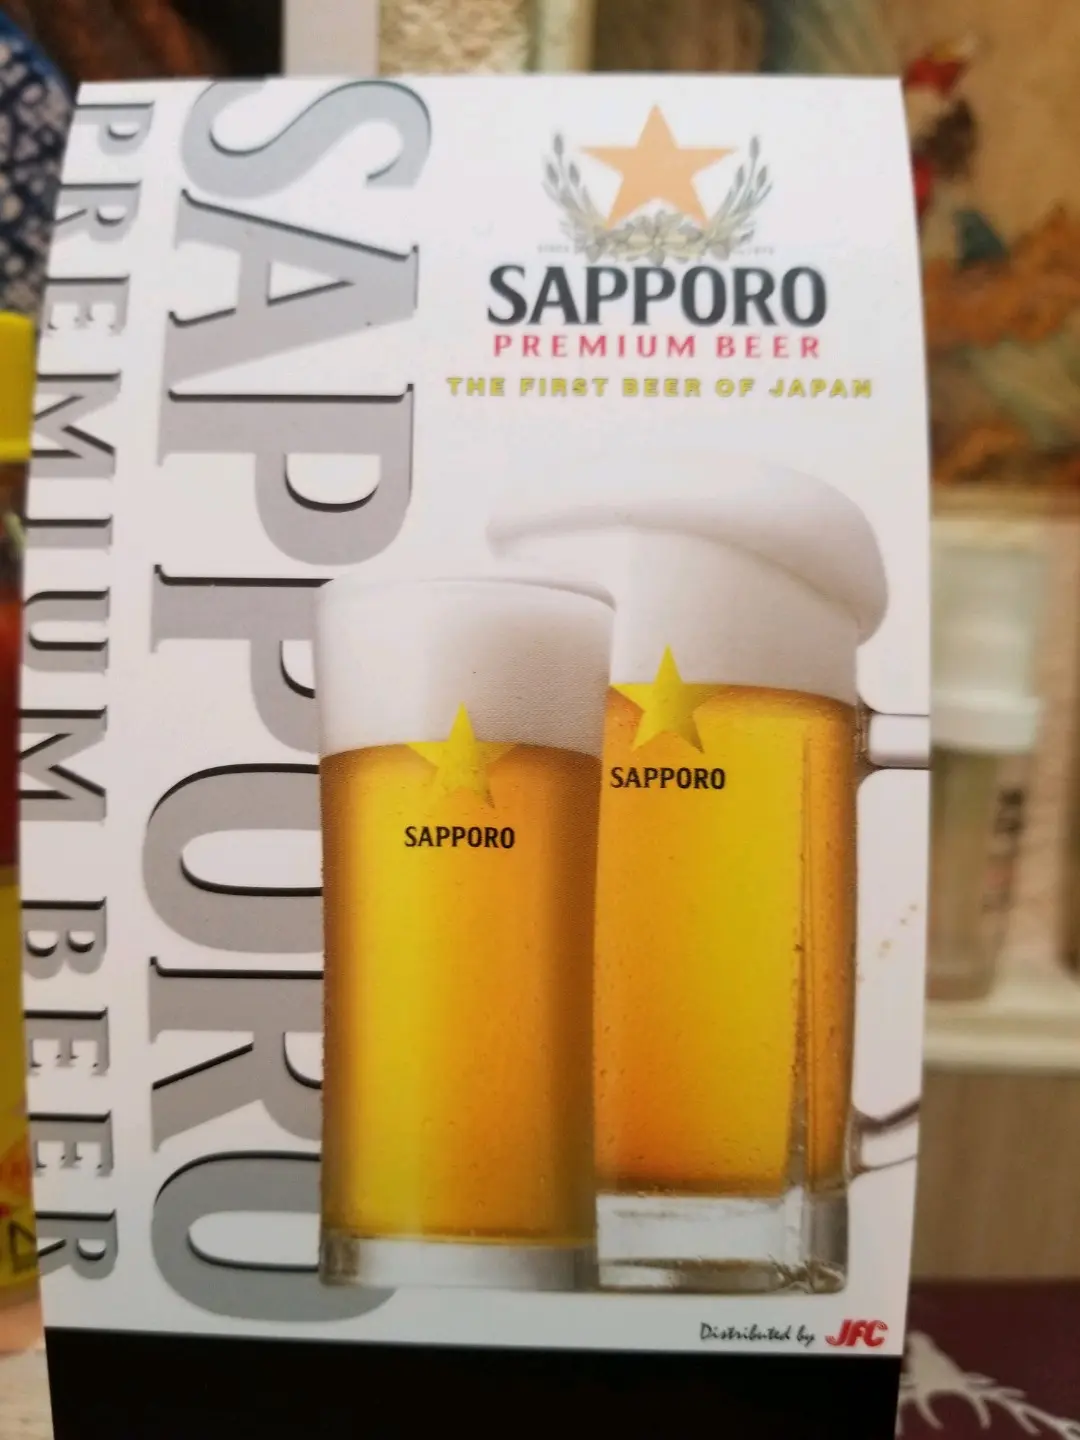 SAPPORO
PREMIUM BEER
SAPPORO
PREMIUM BEER
THE FIRST BEER OF JAPAN
SAPPORO
SAPPORO
Distributed by JFC